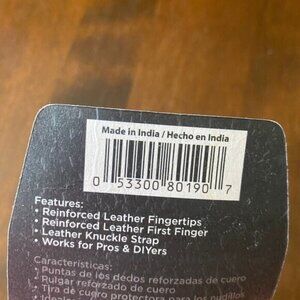 Made in India / Hecho en India
0 53300 80190 7
Features:
• Reinforced Leather Fingertips
• Reinforced Leather First Finger
• Leather Knuckle Strap
• Works for Pros & DIYers
Características:
• Puntas de los dedos reforzadas de cuero
• Pulgar reforzado de cuero
• Tira de cuero protectora para los nudillos